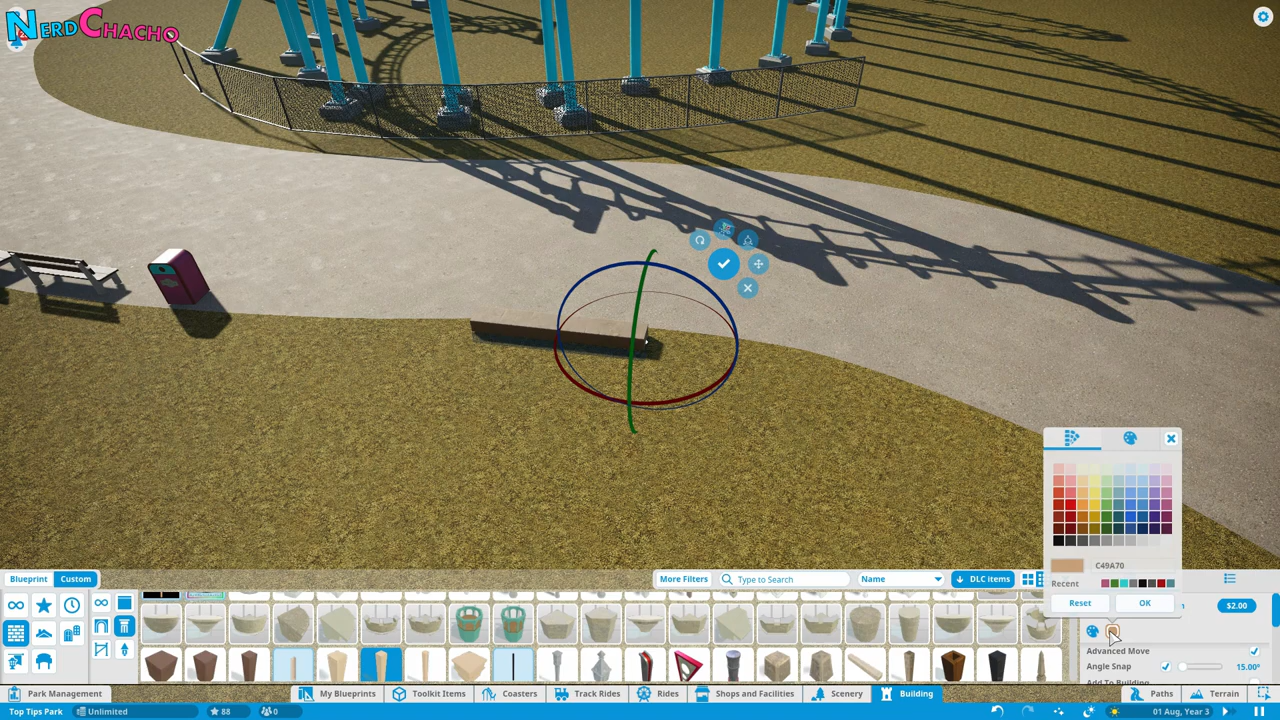 NERDCHACHO
C49A70
Recent
Reset OK
Blueprint Custom
More Filters Type to Search Name DLC items
$2.00
Advanced Move
Angle Snap 15.00°
Park Management My Blueprints Toolkit Items Coasters Track Rides Rides Shops and Facilities Scenery Building Paths Terrain
Top Tips Park Unlimited 88 0 01 Aug, Year 3